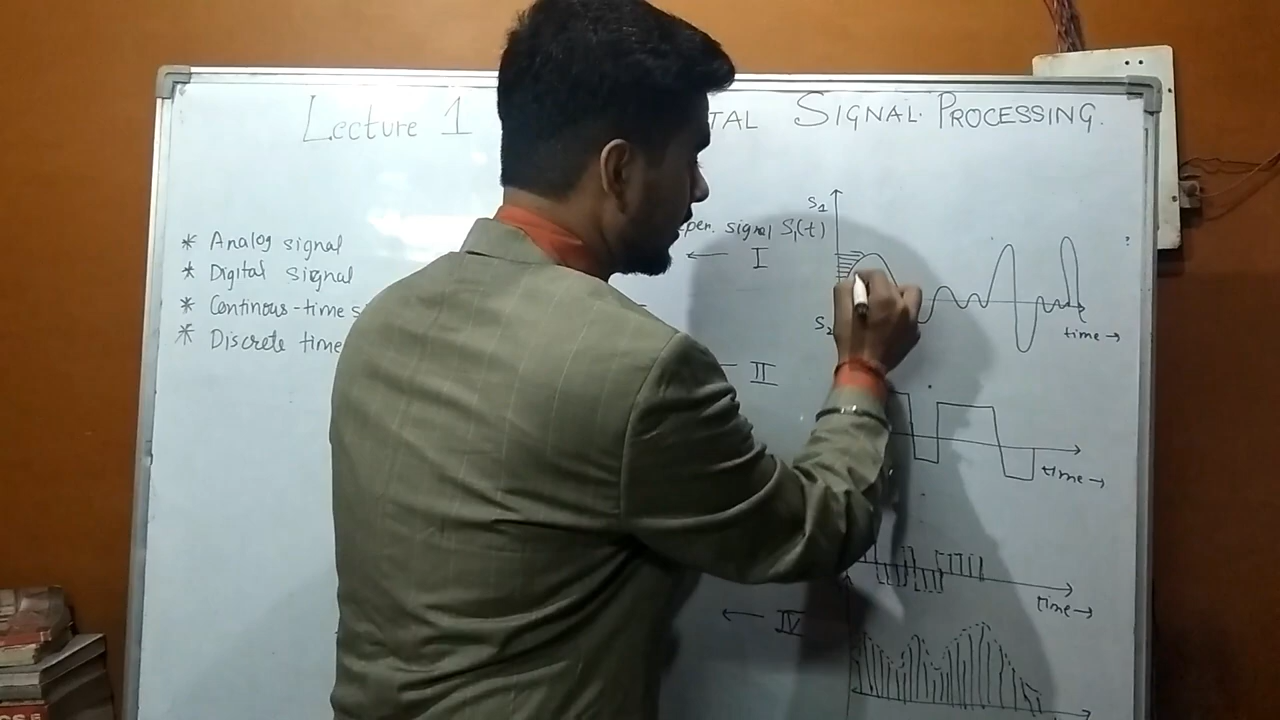 Lecture 1 TAL SIGNAL PROCESSING.
* Analog signal
* Digital Signal
* Continous-time s
* Discrete time
S1
signal S1(t)
← I
S2
time →
II
time →
time →
← IV